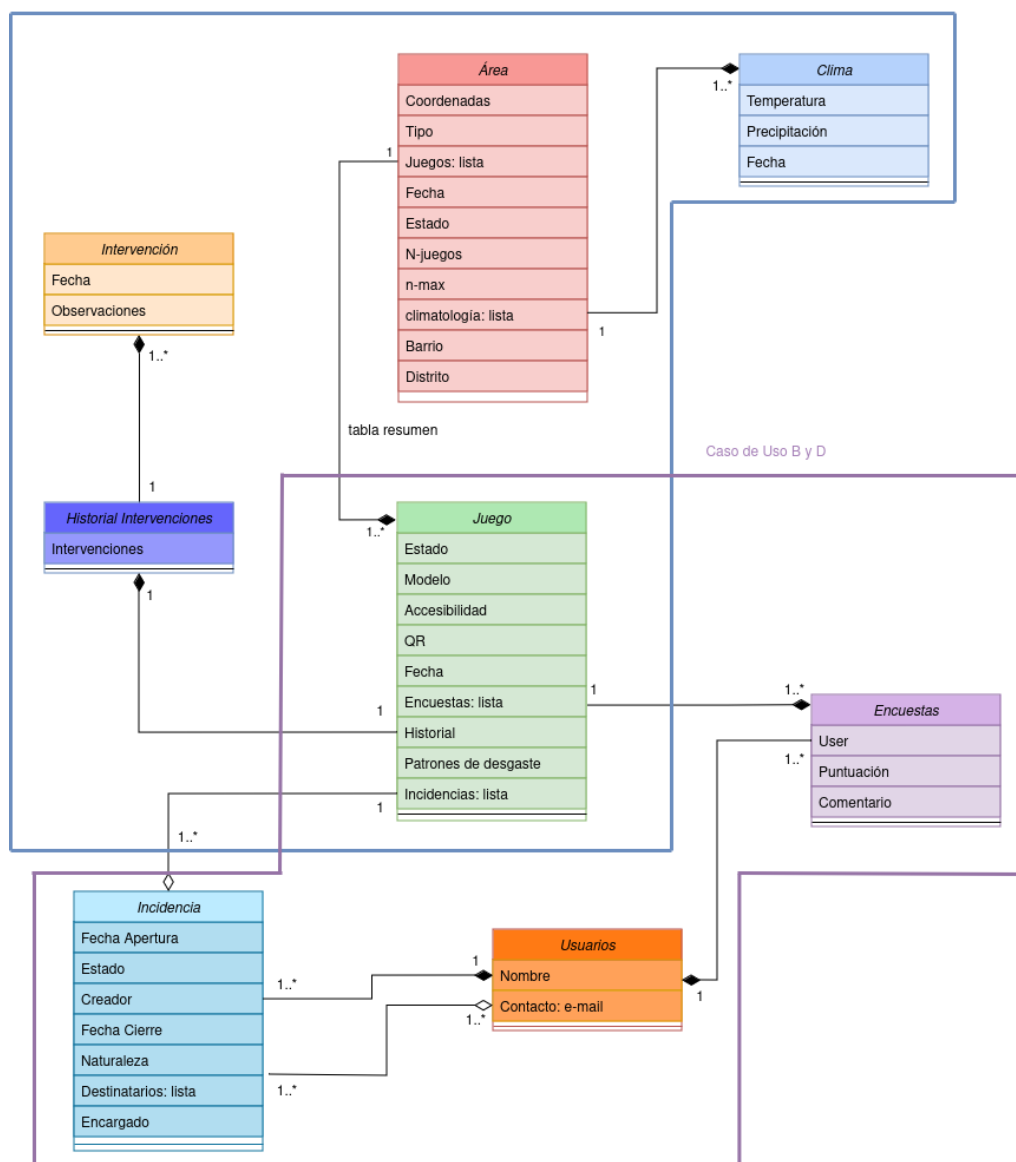 Área
Coordenadas
Tipo
Juegos: lista
Fecha
Estado
N-juegos
n-max
climatología: lista
Barrio
Distrito
1
1
Clima
Temperatura
Precipitación
Fecha
1..*
Intervención
Fecha
Observaciones
1..*
1
tabla resumen
Caso de Uso B y D
Historial Intervenciones
Intervenciones
1
1..*
Juego
Estado
Modelo
Accesibilidad
QR
Fecha
Encuestas: lista
Historial
Patrones de desgaste
Incidencias: lista
1
1
1
1..*
Encuestas
User
Puntuación
Comentario
1..*
1..*
Incidencia
Fecha Apertura
Estado
Creador
Fecha Cierre
Naturaleza
Destinatarios: lista
Encargado
1..*
1..*
1
1..*
Usuarios
Nombre
Contacto: e-mail
1